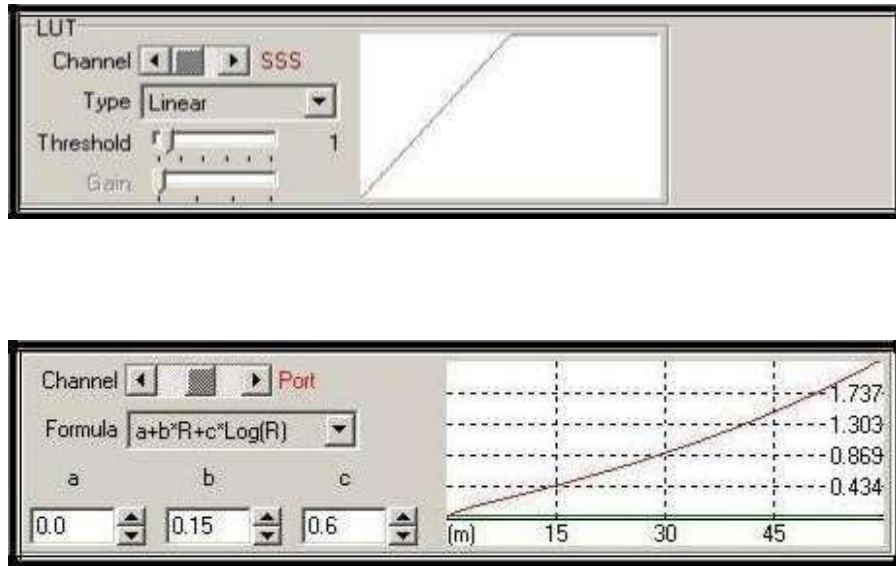 LUT
Channel SSS
Type Linear
Threshold 1
Gain
Channel Port
Formula a+b*R+c*Log(R)
a b c
0.0 0.15 0.6
1.737
1.303
0.869
0.434
(m) 15 30 45